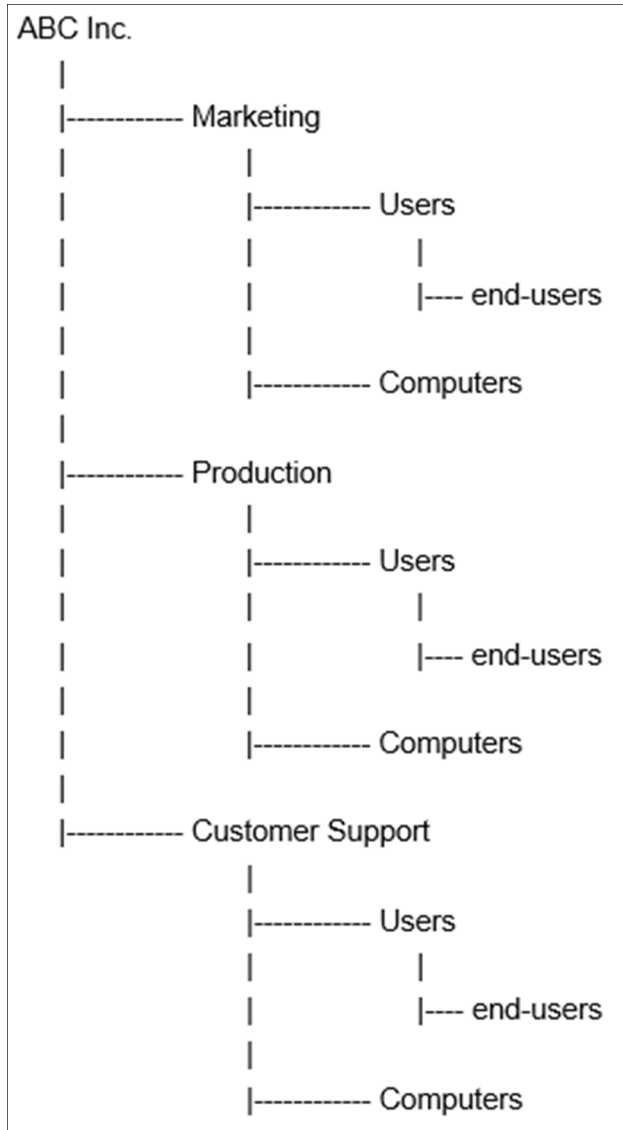 ABC Inc.
|
|------------ Marketing
| |
| |------------ Users
| | |
| | |---- end-users
| |
| |------------ Computers
|
|------------ Production
| |
| |------------ Users
| | |
| | |---- end-users
| |
| |------------ Computers
|
|------------ Customer Support
|
|------------ Users
| |
| |---- end-users
|
|------------ Computers